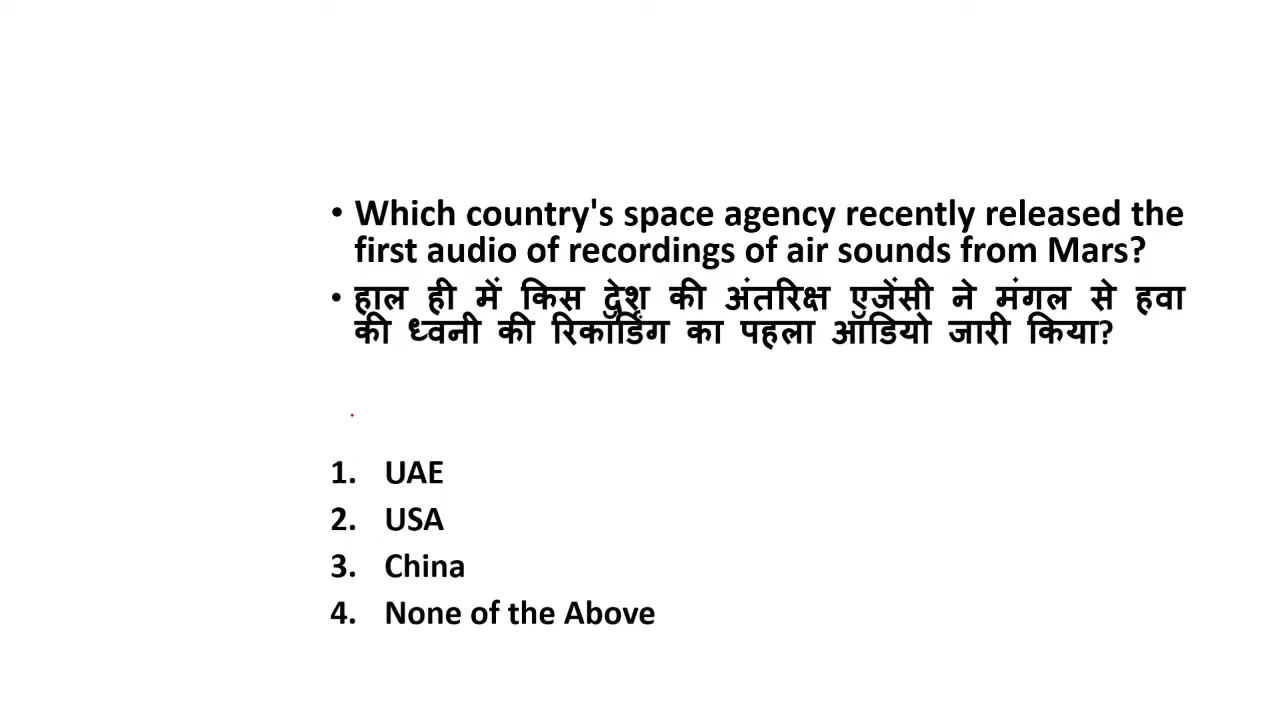 • Which country's space agency recently released the
first audio of recordings of air sounds from Mars?
• हाल ही में किस देश की अंतरिक्ष एजेंसी ने मंगल से हवा
की ध्वनी की रिकॉर्डिंग का पहला ऑडियो जारी किया?
1. UAE
2. USA
3. China
4. None of the Above